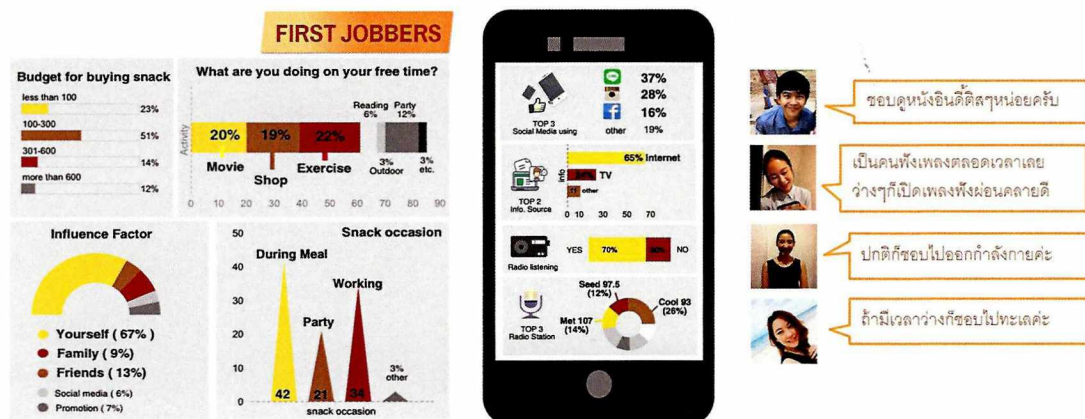 FIRST JOBBERS
Budget for buying snack
less than 100
23%
100-300
51%
301-600
14%
more than 600
12%
What are you doing on your free time?
Activity
20%
Movie
19%
Shop
22%
Exercise
Reading
6%
Party
12%
3%
Outdoor
3%
etc.
0 10 20 30 40 50 60 70 80 90
Influence Factor
Yourself ( 67% )
Family ( 9% )
Friends ( 13% )
Social media ( 6% )
Promotion ( 7% )
Snack occasion
50
40
30
20
10
0
During Meal
42
Party
21
Working
34
3%
other
snack occasion
TOP 3
Social Media using
37%
28%
16%
other 19%
TOP 2
Info. Source
info
65% Internet
TV
11 other
0 10 30 50 70
Radio listening
YES
70%
30%
NO
TOP 3
Radio Station
Seed 97.5
(12%)
Cool 93
(26%)
Met 107
(14%)
ชอบดูหนังอินดี้ติสๆหน่อยครับ
เป็นคนฟังเพลงตลอดเวลาเลย
ว่างๆก็เปิดเพลงฟังผ่อนคลายดี
ปกติก็ชอบไปออกกำลังกายค่ะ
ถ้ามีเวลาว่างก็ชอบไปทะเลค่ะ